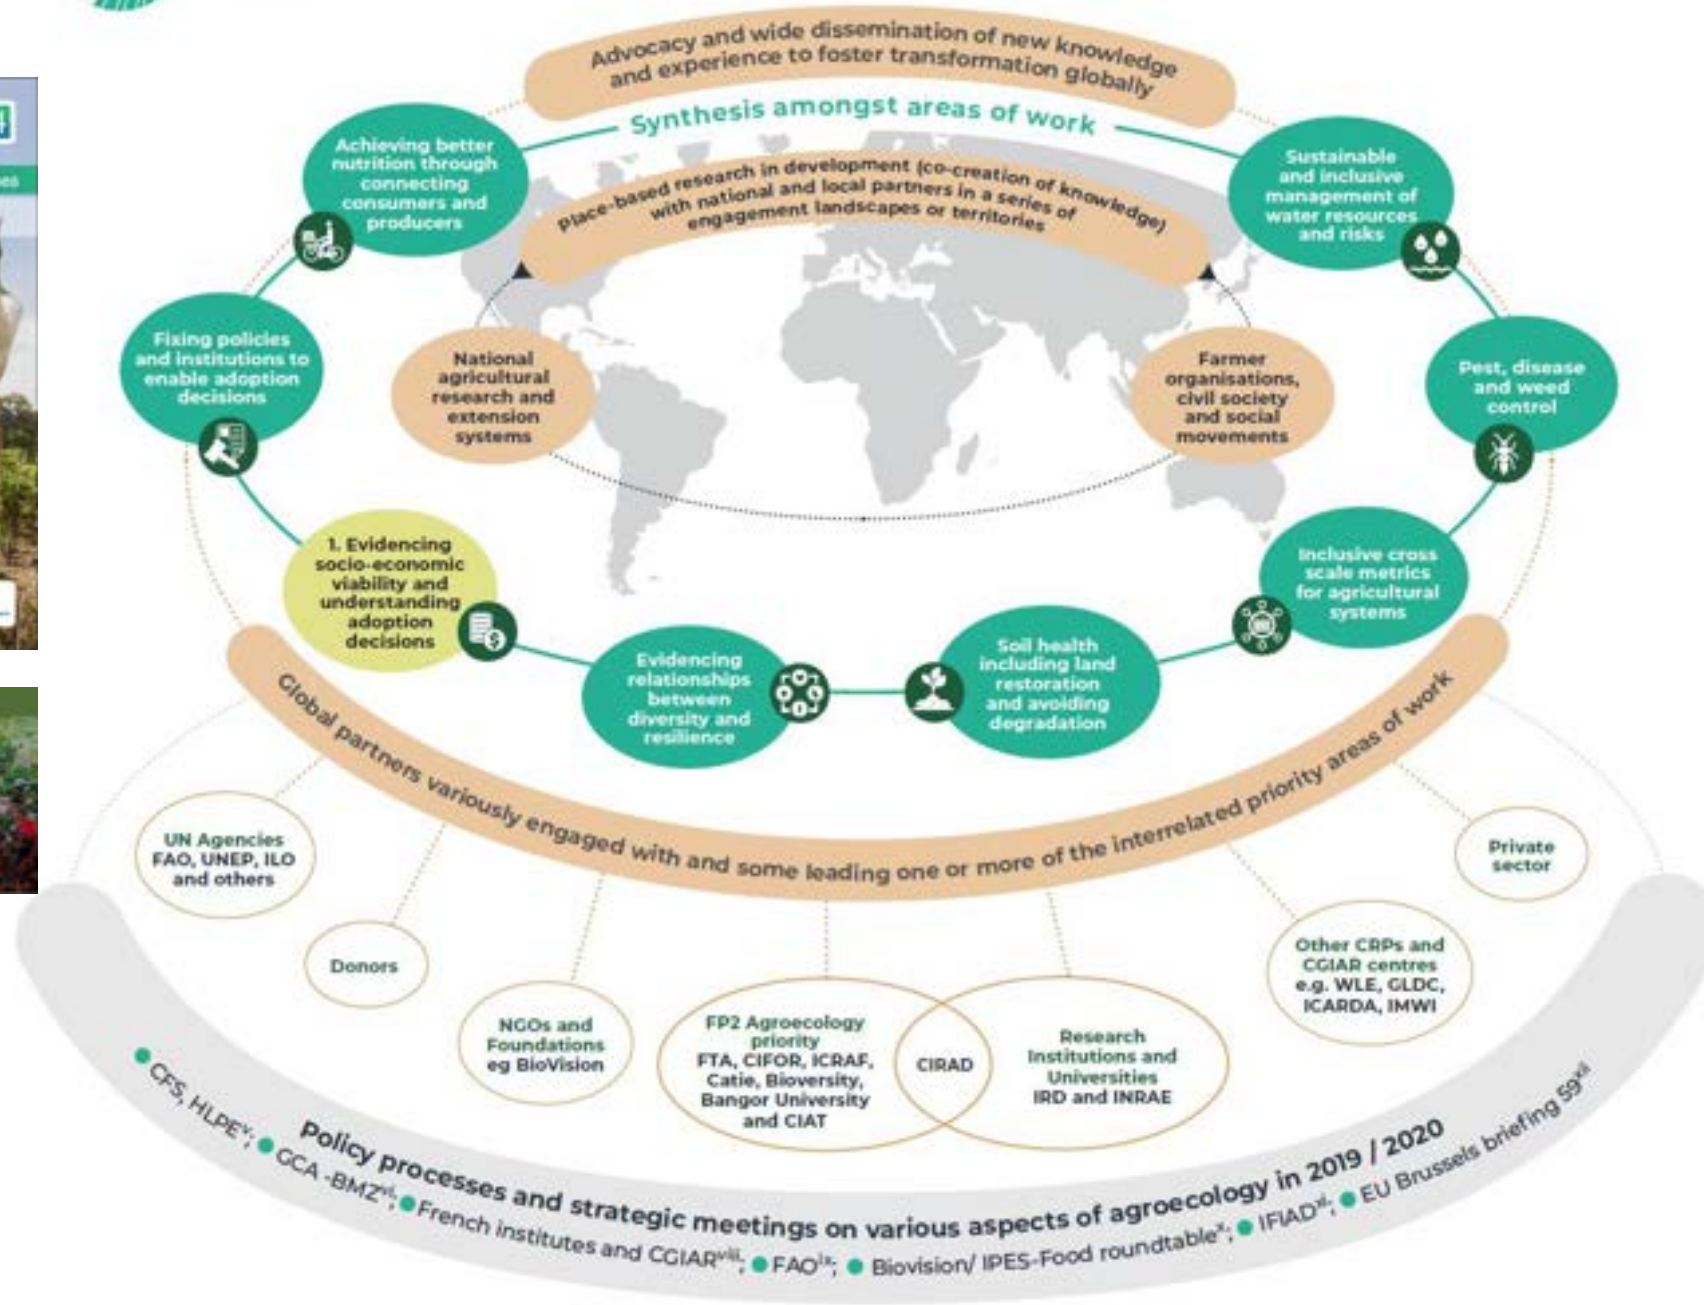 Advocacy and wide dissemination of new knowledge
and experience to foster transformation globally
Synthesis amongst areas of work
Place-based research in development (co-creation of knowledge)
with national and local partners in a series of
engagement landscapes or territories
Achieving better
nutrition through
connecting
consumers and
producers
Sustainable
and inclusive
management of
water resources
and risks
Fixing policies
and institutions to
enable adoption
decisions
National
agricultural
research and
extension
systems
Farmer
organisations,
civil society
and social
movements
Pest, disease
and weed
control
1. Evidencing
socio-economic
viability and
understanding
adoption
decisions
Evidencing
relationships
between
diversity and
resilience
Soil health
including land
restoration
and avoiding
degradation
Inclusive cross
scale metrics
for agricultural
systems
Global partners variously engaged with and some leading one or more of the interrelated priority areas of work
UN Agencies
FAO, UNEP, ILO
and others
Donors
NGOs and
Foundations
eg BioVision
FP2 Agroecology
priority
FTA, CIFOR, ICRAF,
Catie, Bioversity,
Bangor University
and CIAT
CIRAD
Research
Institutions and
Universities
IRD and INRAE
Other CRPs and
CGIAR centres
e.g. WLE, GLDC,
ICARDA, IMWI
Private
sector
Policy processes and strategic meetings on various aspects of agroecology in 2019 / 2020
● CFS, HLPEᵛ; ● GCA -BMZᵛⁱ; ● French institutes and CGIARᵛⁱⁱⁱ; ● FAOⁱˣ; ● Biovision/ IPES-Food roundtableˣ; ● IFIADˣⁱ; ● EU Brussels briefing 59ˣⁱⁱ